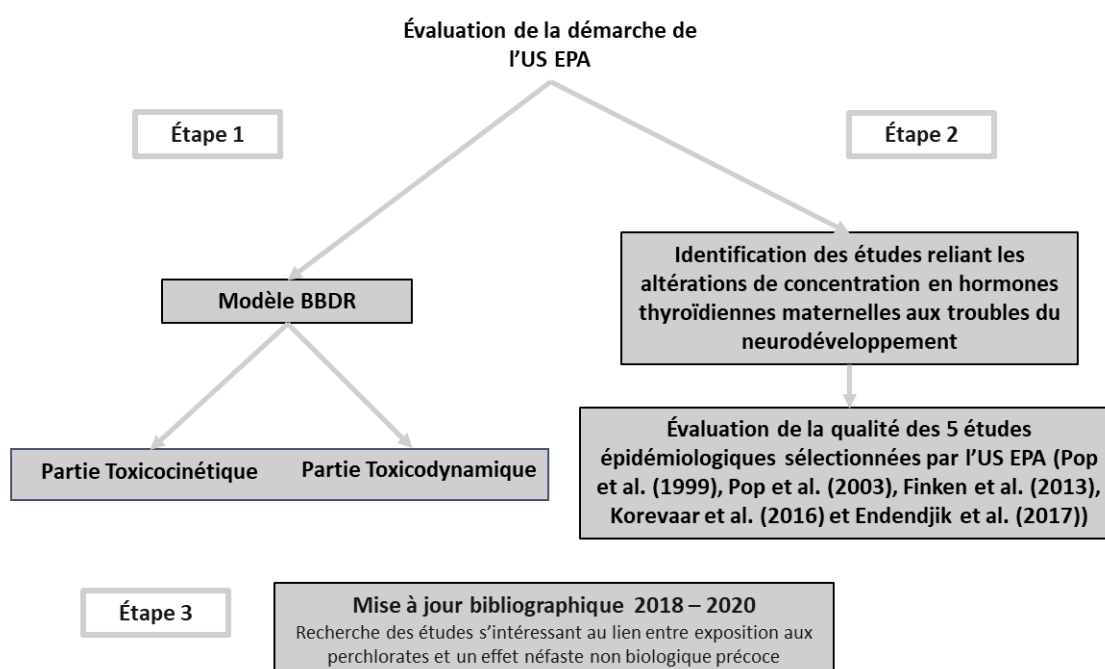 Évaluation de la démarche de
l’US EPA
Étape 1
Étape 2
Modèle BBDR
Identification des études reliant les
altérations de concentration en hormones
thyroïdiennes maternelles aux troubles du
neurodéveloppement
Partie Toxicocinétique
Partie Toxicodynamique
Évaluation de la qualité des 5 études
épidémiologiques sélectionnées par l’US EPA (Pop
et al. (1999), Pop et al. (2003), Finken et al. (2013),
Korevaar et al. (2016) et Endendjik et al. (2017))
Étape 3
Mise à jour bibliographique 2018 – 2020
Recherche des études s’intéressant au lien entre exposition aux
perchlorates et un effet néfaste non biologique précoce